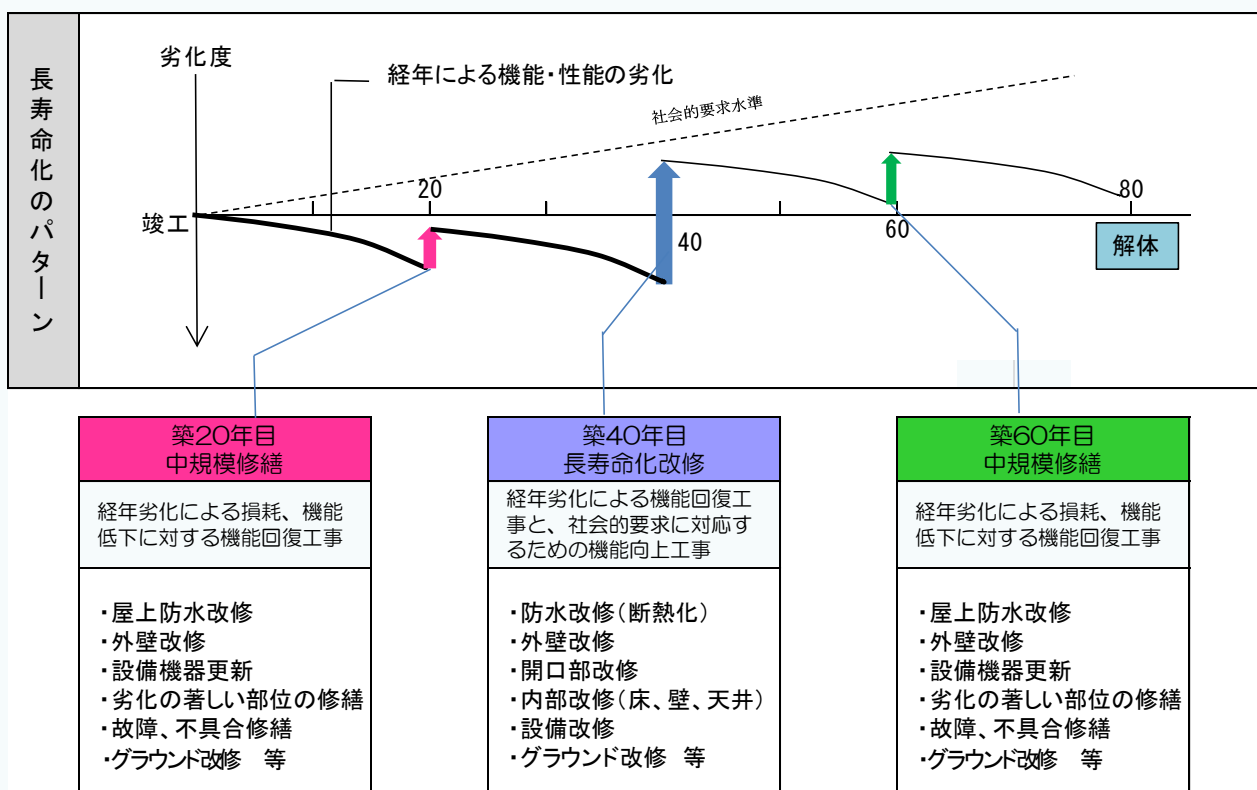 長寿命化のパターン
劣化度
経年による機能・性能の劣化
社会的要求水準
竣工
20
40
60
80
解体
築20年目
中規模修繕
経年劣化による損耗、機能
低下に対する機能回復工事
・屋上防水改修
・外壁改修
・設備機器更新
・劣化の著しい部位の修繕
・故障、不具合修繕
・グラウンド改修　等
築40年目
長寿命化改修
経年劣化による機能回復工
事と、社会的要求に対応す
るための機能向上工事
・防水改修（断熱化）
・外壁改修
・開口部改修
・内部改修（床、壁、天井）
・設備改修
・グラウンド改修　等
築60年目
中規模修繕
経年劣化による損耗、機能
低下に対する機能回復工事
・屋上防水改修
・外壁改修
・設備機器更新
・劣化の著しい部位の修繕
・故障、不具合修繕
・グラウンド改修　等